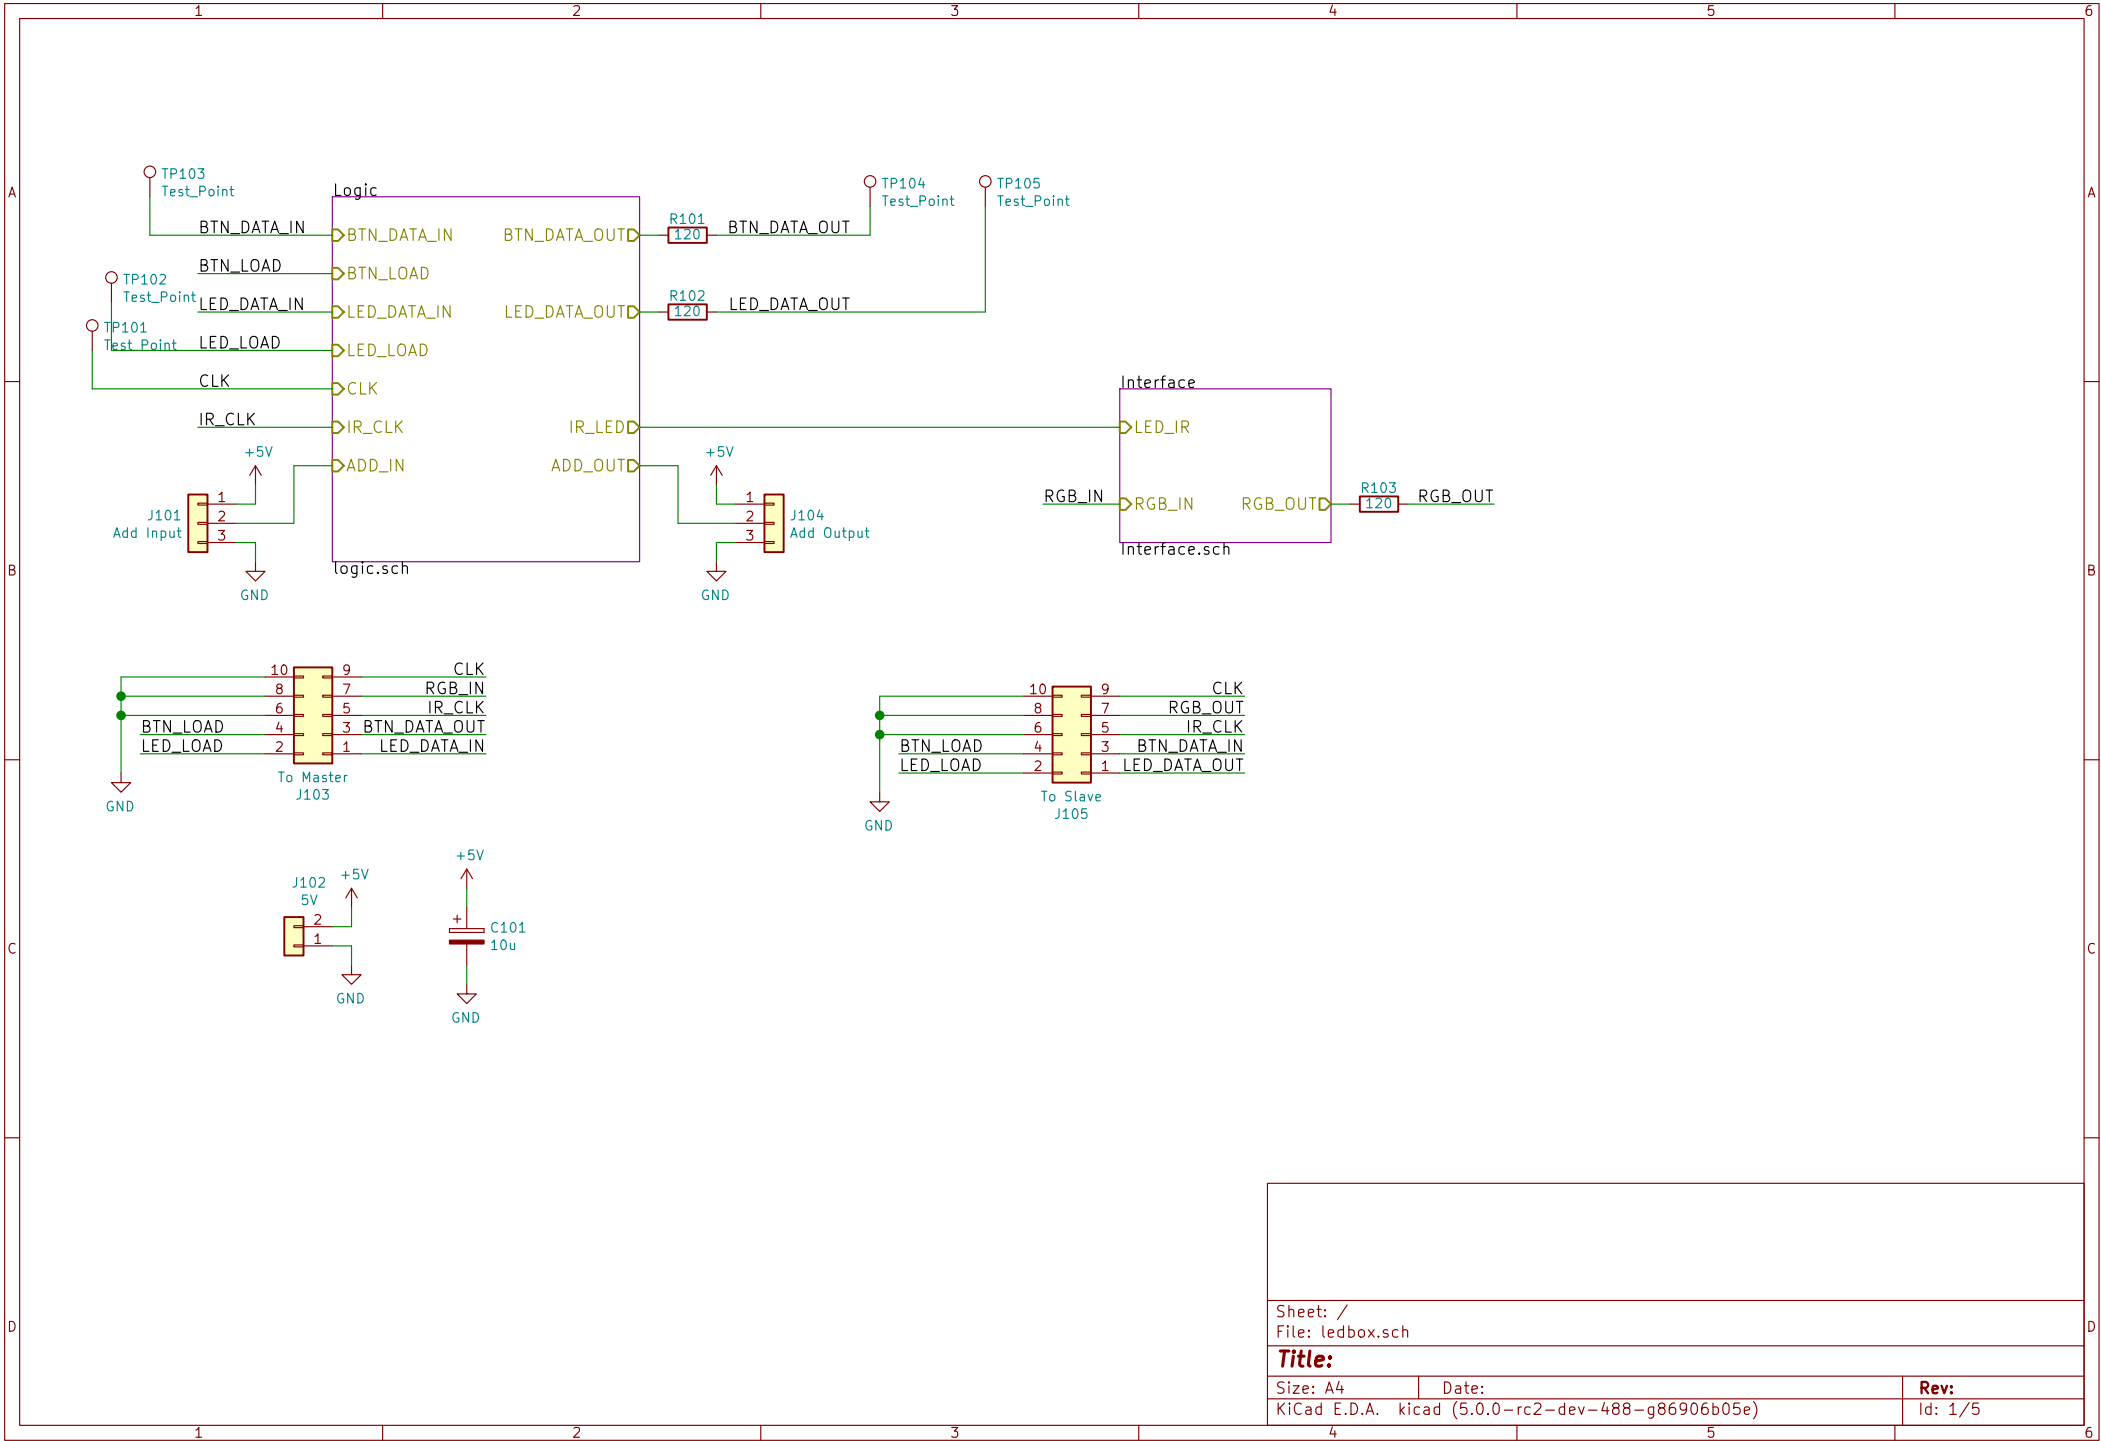 1 2 3 4 5 6
A A
B B
C C
D D
TP103
Test_Point
TP102
Test_Point
TP101
Test_Point
Logic
BTN_DATA_IN
BTN_LOAD
LED_DATA_IN
LED_LOAD
CLK
IR_CLK
BTN_DATA_IN
BTN_LOAD
LED_DATA_IN
LED_LOAD
CLK
IR_CLK
ADD_IN
BTN_DATA_OUT
LED_DATA_OUT
IR_LED
ADD_OUT
logic.sch
R101
120
BTN_DATA_OUT
R102
120
LED_DATA_OUT
TP104
Test_Point
TP105
Test_Point
+5V
1
2
3
J101
Add Input
GND
+5V
1
2
3
J104
Add Output
GND
Interface
LED_IR
RGB_IN
RGB_IN
RGB_OUT
R103
120
RGB_OUT
Interface.sch
10 9 CLK
8 7 RGB_IN
6 5 IR_CLK
BTN_LOAD 4 3 BTN_DATA_OUT
LED_LOAD 2 1 LED_DATA_IN
To Master
J103
GND
10 9 CLK
8 7 RGB_OUT
6 5 IR_CLK
BTN_LOAD 4 3 BTN_DATA_IN
LED_LOAD 2 1 LED_DATA_OUT
To Slave
J105
GND
J102
5V
+5V
2
1
GND
+5V
+
C101
10u
GND
Sheet: /
File: ledbox.sch
Title:
Size: A4 Date: Rev:
KiCad E.D.A. kicad (5.0.0-rc2-dev-488-g86906b05e) Id: 1/5
1 2 3 4 5 6